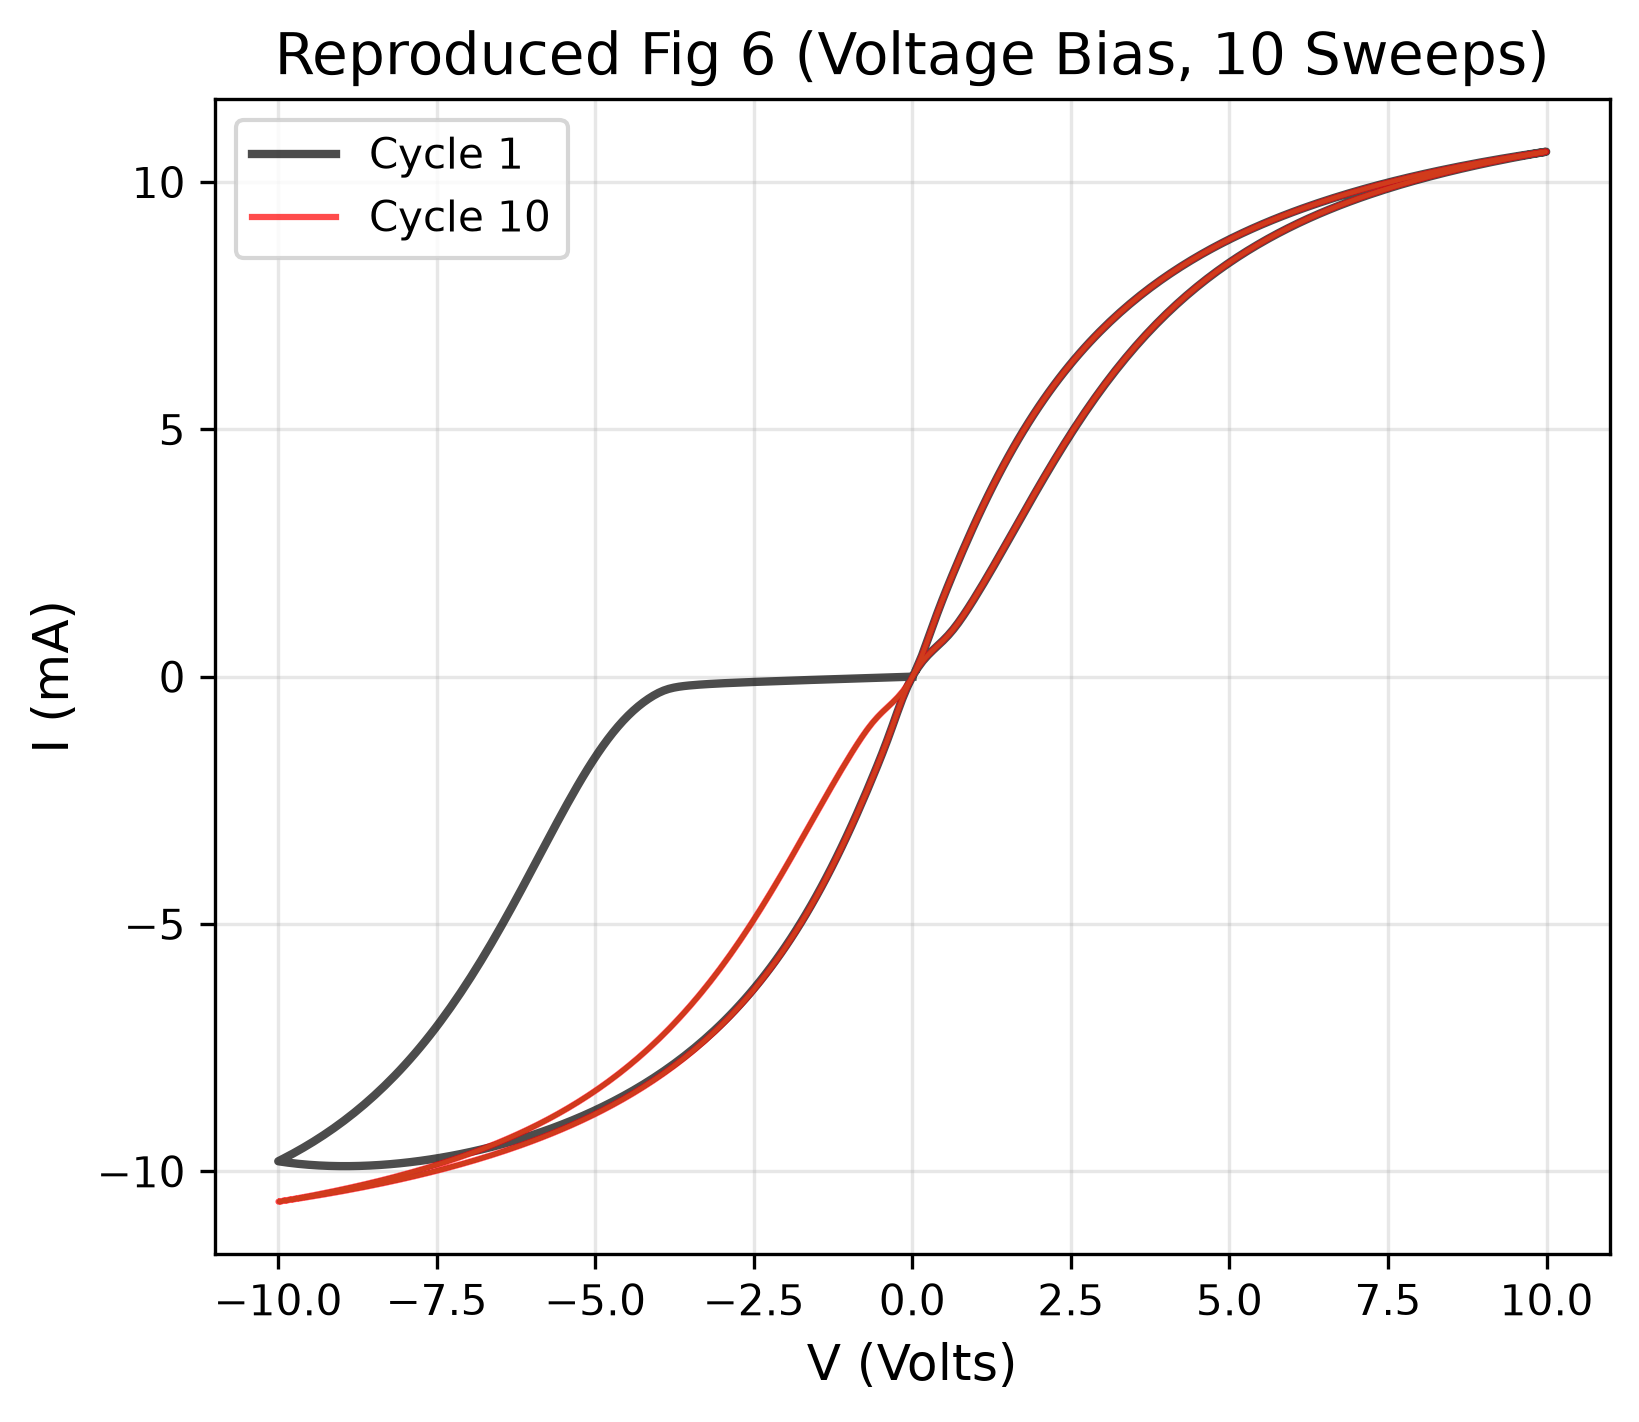 Reproduced Fig 6 (Voltage Bias, 10 Sweeps)
Cycle 1
Cycle 10
10
5
0
−5
−10
I (mA)
−10.0 −7.5 −5.0 −2.5 0.0 2.5 5.0 7.5 10.0
V (Volts)